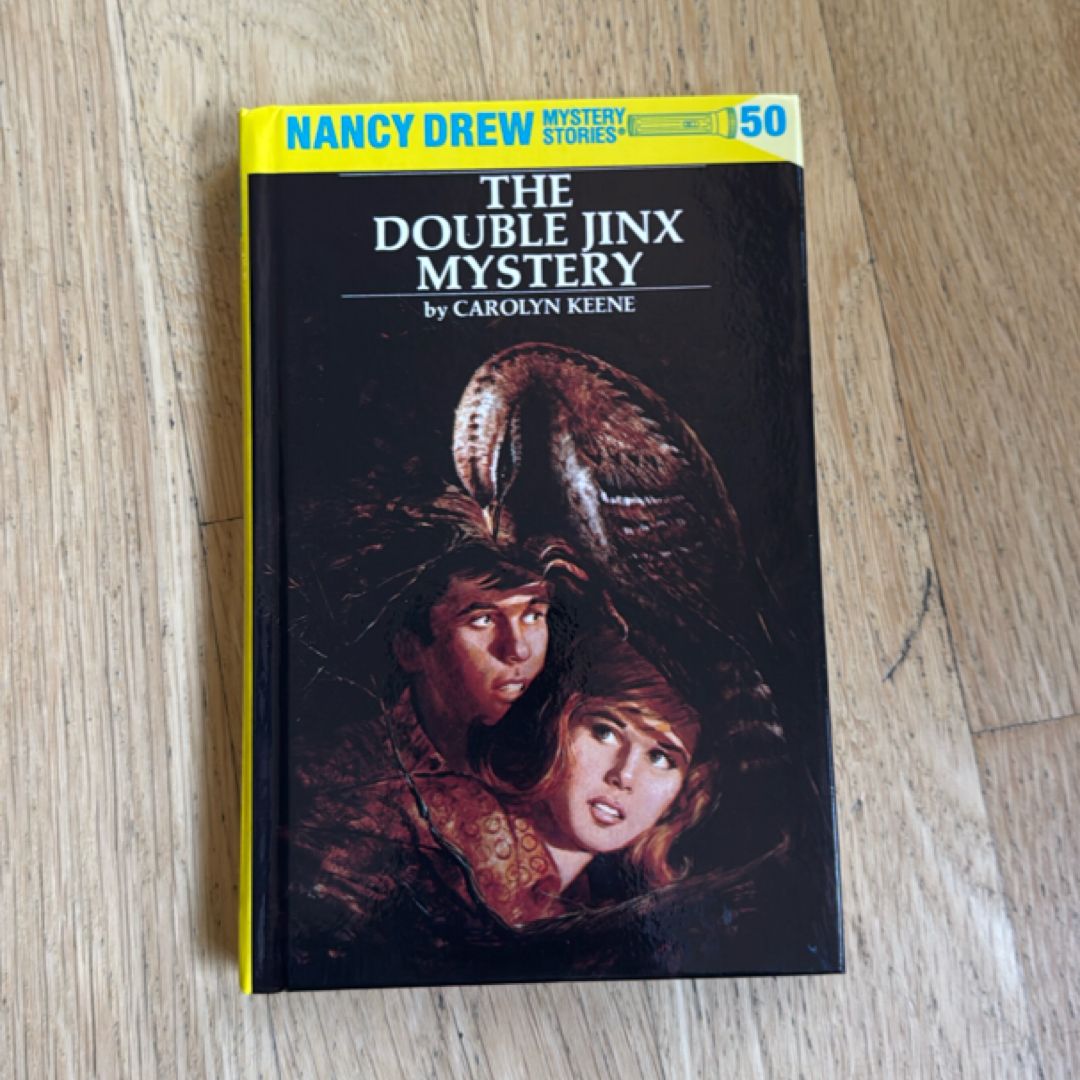 NANCY DREW MYSTERY STORIES® 50
THE
DOUBLE JINX
MYSTERY
by CAROLYN KEENE